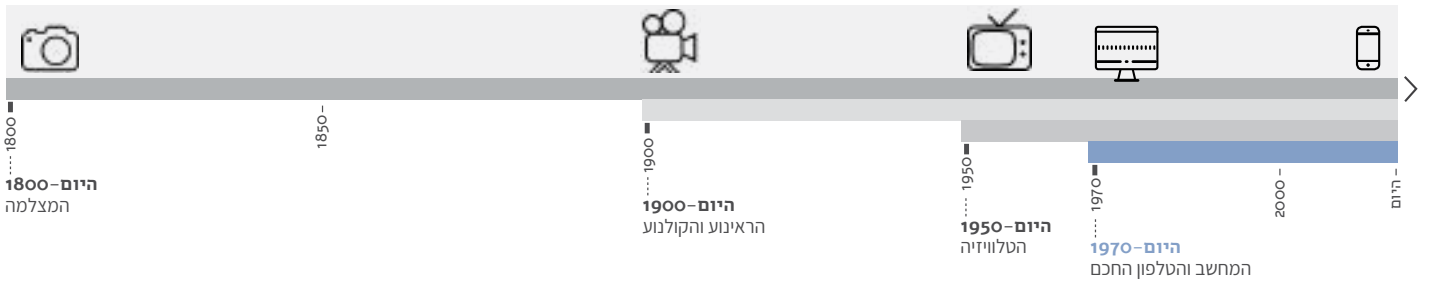 1800
1850
1900
1950
1970
2000
היום
1800–היום
המצלמה
1900–היום
הראינוע והקולנוע
1950–היום
הטלוויזיה
1970–היום
המחשב והטלפון החכם